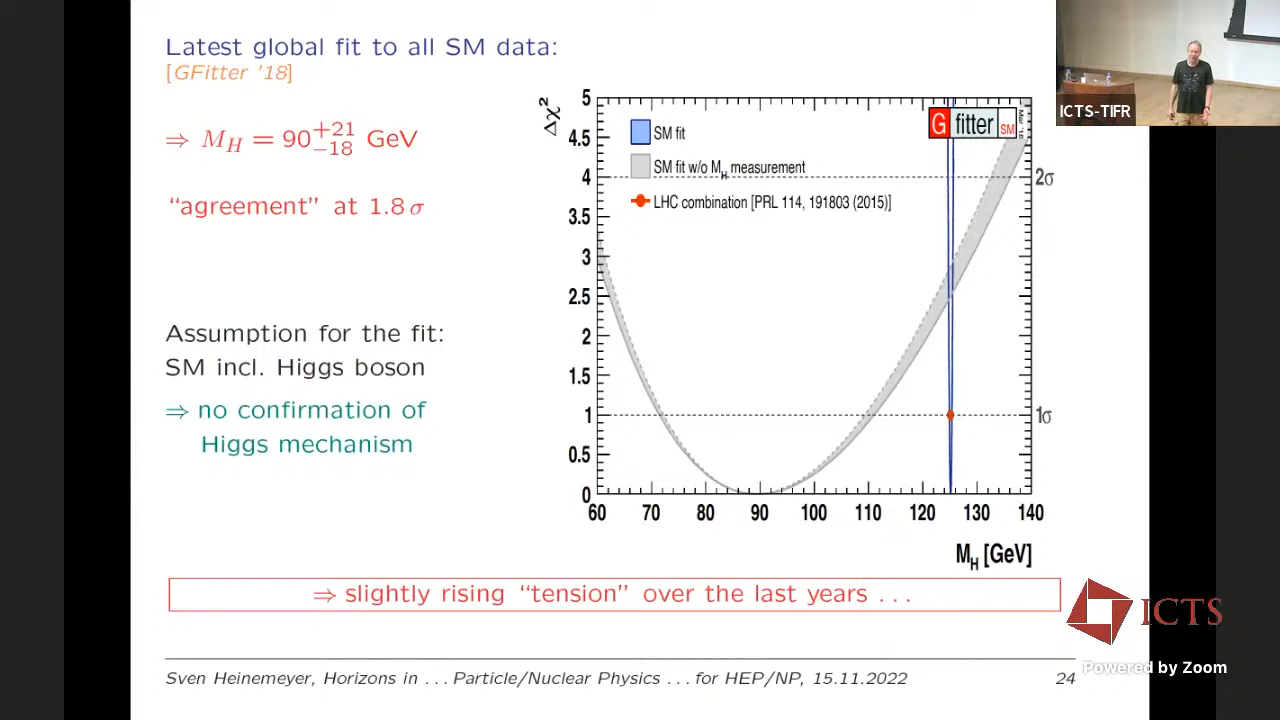 Latest global fit to all SM data:
[GFitter '18]
⇒ M_H = 90 +21 −18 GeV
“agreement” at 1.8 σ
Assumption for the fit:
SM incl. Higgs boson
⇒ no confirmation of
Higgs mechanism
Δχ²
5
4.5
4
3.5
3
2.5
2
1.5
1
0.5
0
SM fit
SM fit w/o M_H measurement
LHC combination [PRL 114, 191803 (2015)]
G fitter SM
2σ
1σ
60 70 80 90 100 110 120 130 140
M_H [GeV]
⇒ slightly rising “tension” over the last years . . .
Sven Heinemeyer, Horizons in . . . Particle/Nuclear Physics . . . for HEP/NP, 15.11.2022 24
ICTS-TIFR
ICTS
Powered by Zoom